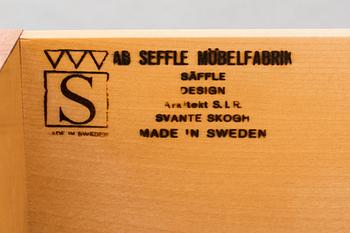 S
MADE IN SWEDEN
AB SEFFLE MÖBELFABRIK
SÄFFLE
DESIGN
Arkitekt S.I.R.
SVANTE SKOGH
MADE IN SWEDEN